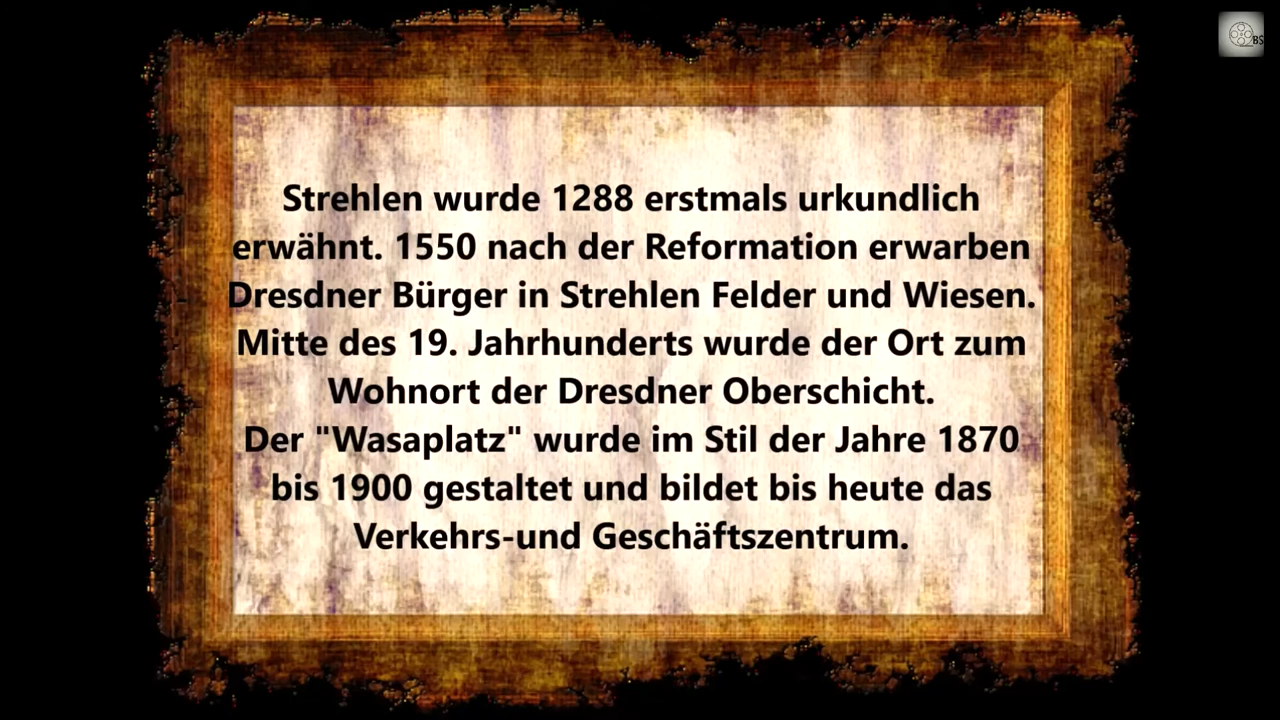 BS
Strehlen wurde 1288 erstmals urkundlich
erwähnt. 1550 nach der Reformation erwarben
Dresdner Bürger in Strehlen Felder und Wiesen.
Mitte des 19. Jahrhunderts wurde der Ort zum
Wohnort der Dresdner Oberschicht.
Der "Wasaplatz" wurde im Stil der Jahre 1870
bis 1900 gestaltet und bildet bis heute das
Verkehrs-und Geschäftszentrum.